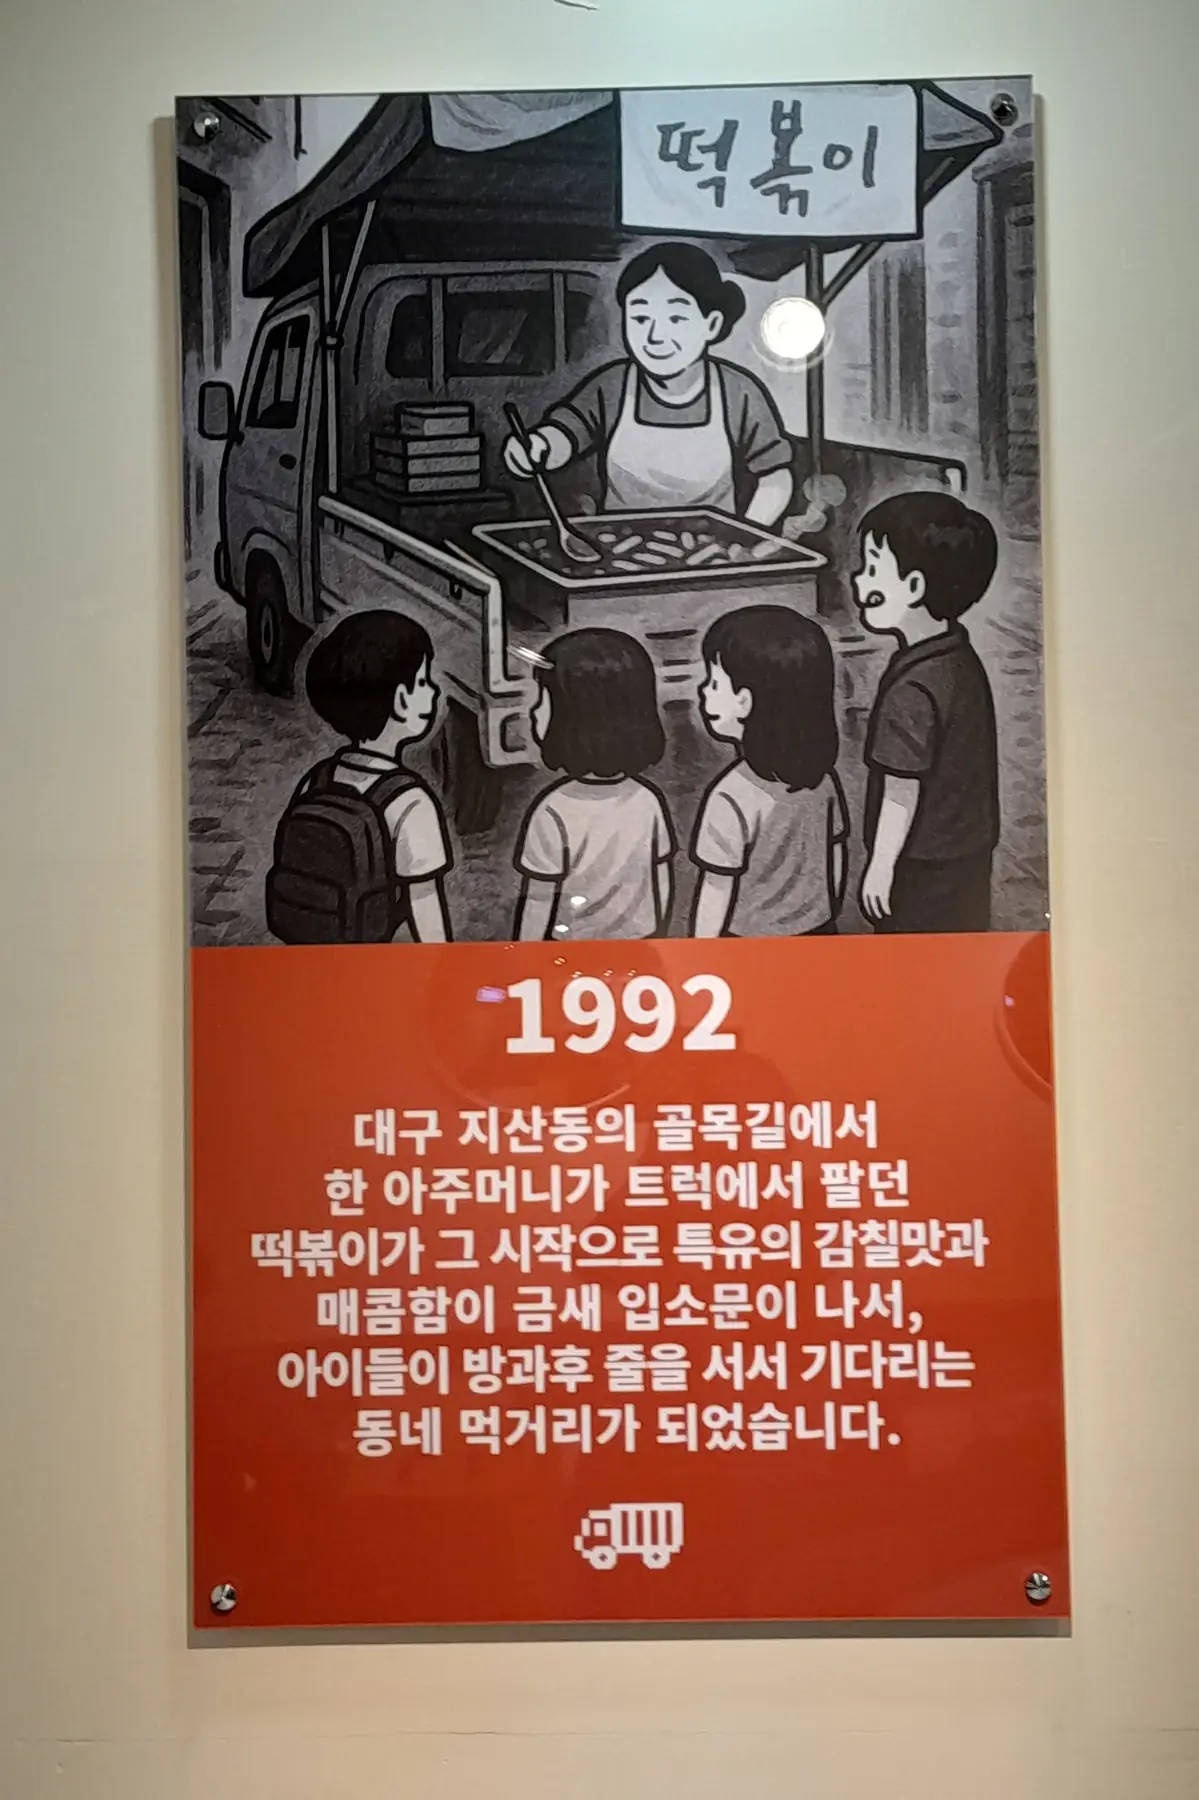 떡볶이
1992
대구 지산동의 골목길에서
한 아주머니가 트럭에서 팔던
떡볶이가 그 시작으로 특유의 감칠맛과
매콤함이 금새 입소문이 나서,
아이들이 방과후 줄을 서서 기다리는
동네 먹거리가 되었습니다.